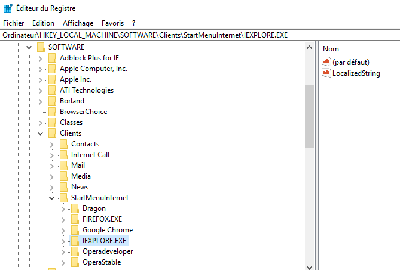 Éditeur du Registre
Fichier Edition Affichage Favoris ?
Ordinateur\HKEY_LOCAL_MACHINE\SOFTWARE\Clients\StartMenuInternet\IEXPLORE.EXE
SOFTWARE
Adblock Plus for IE
Apple Computer, Inc.
Apple Inc.
ATI Technologies
Borland
BrowserChoice
Classes
Clients
Contacts
Internet Call
Mail
Media
News
StartMenuInternet
Dragon
FIREFOX.EXE
Google Chrome
IEXPLORE.EXE
Operadeveloper
OperaStable
Nom
(par défaut)
LocalizedString